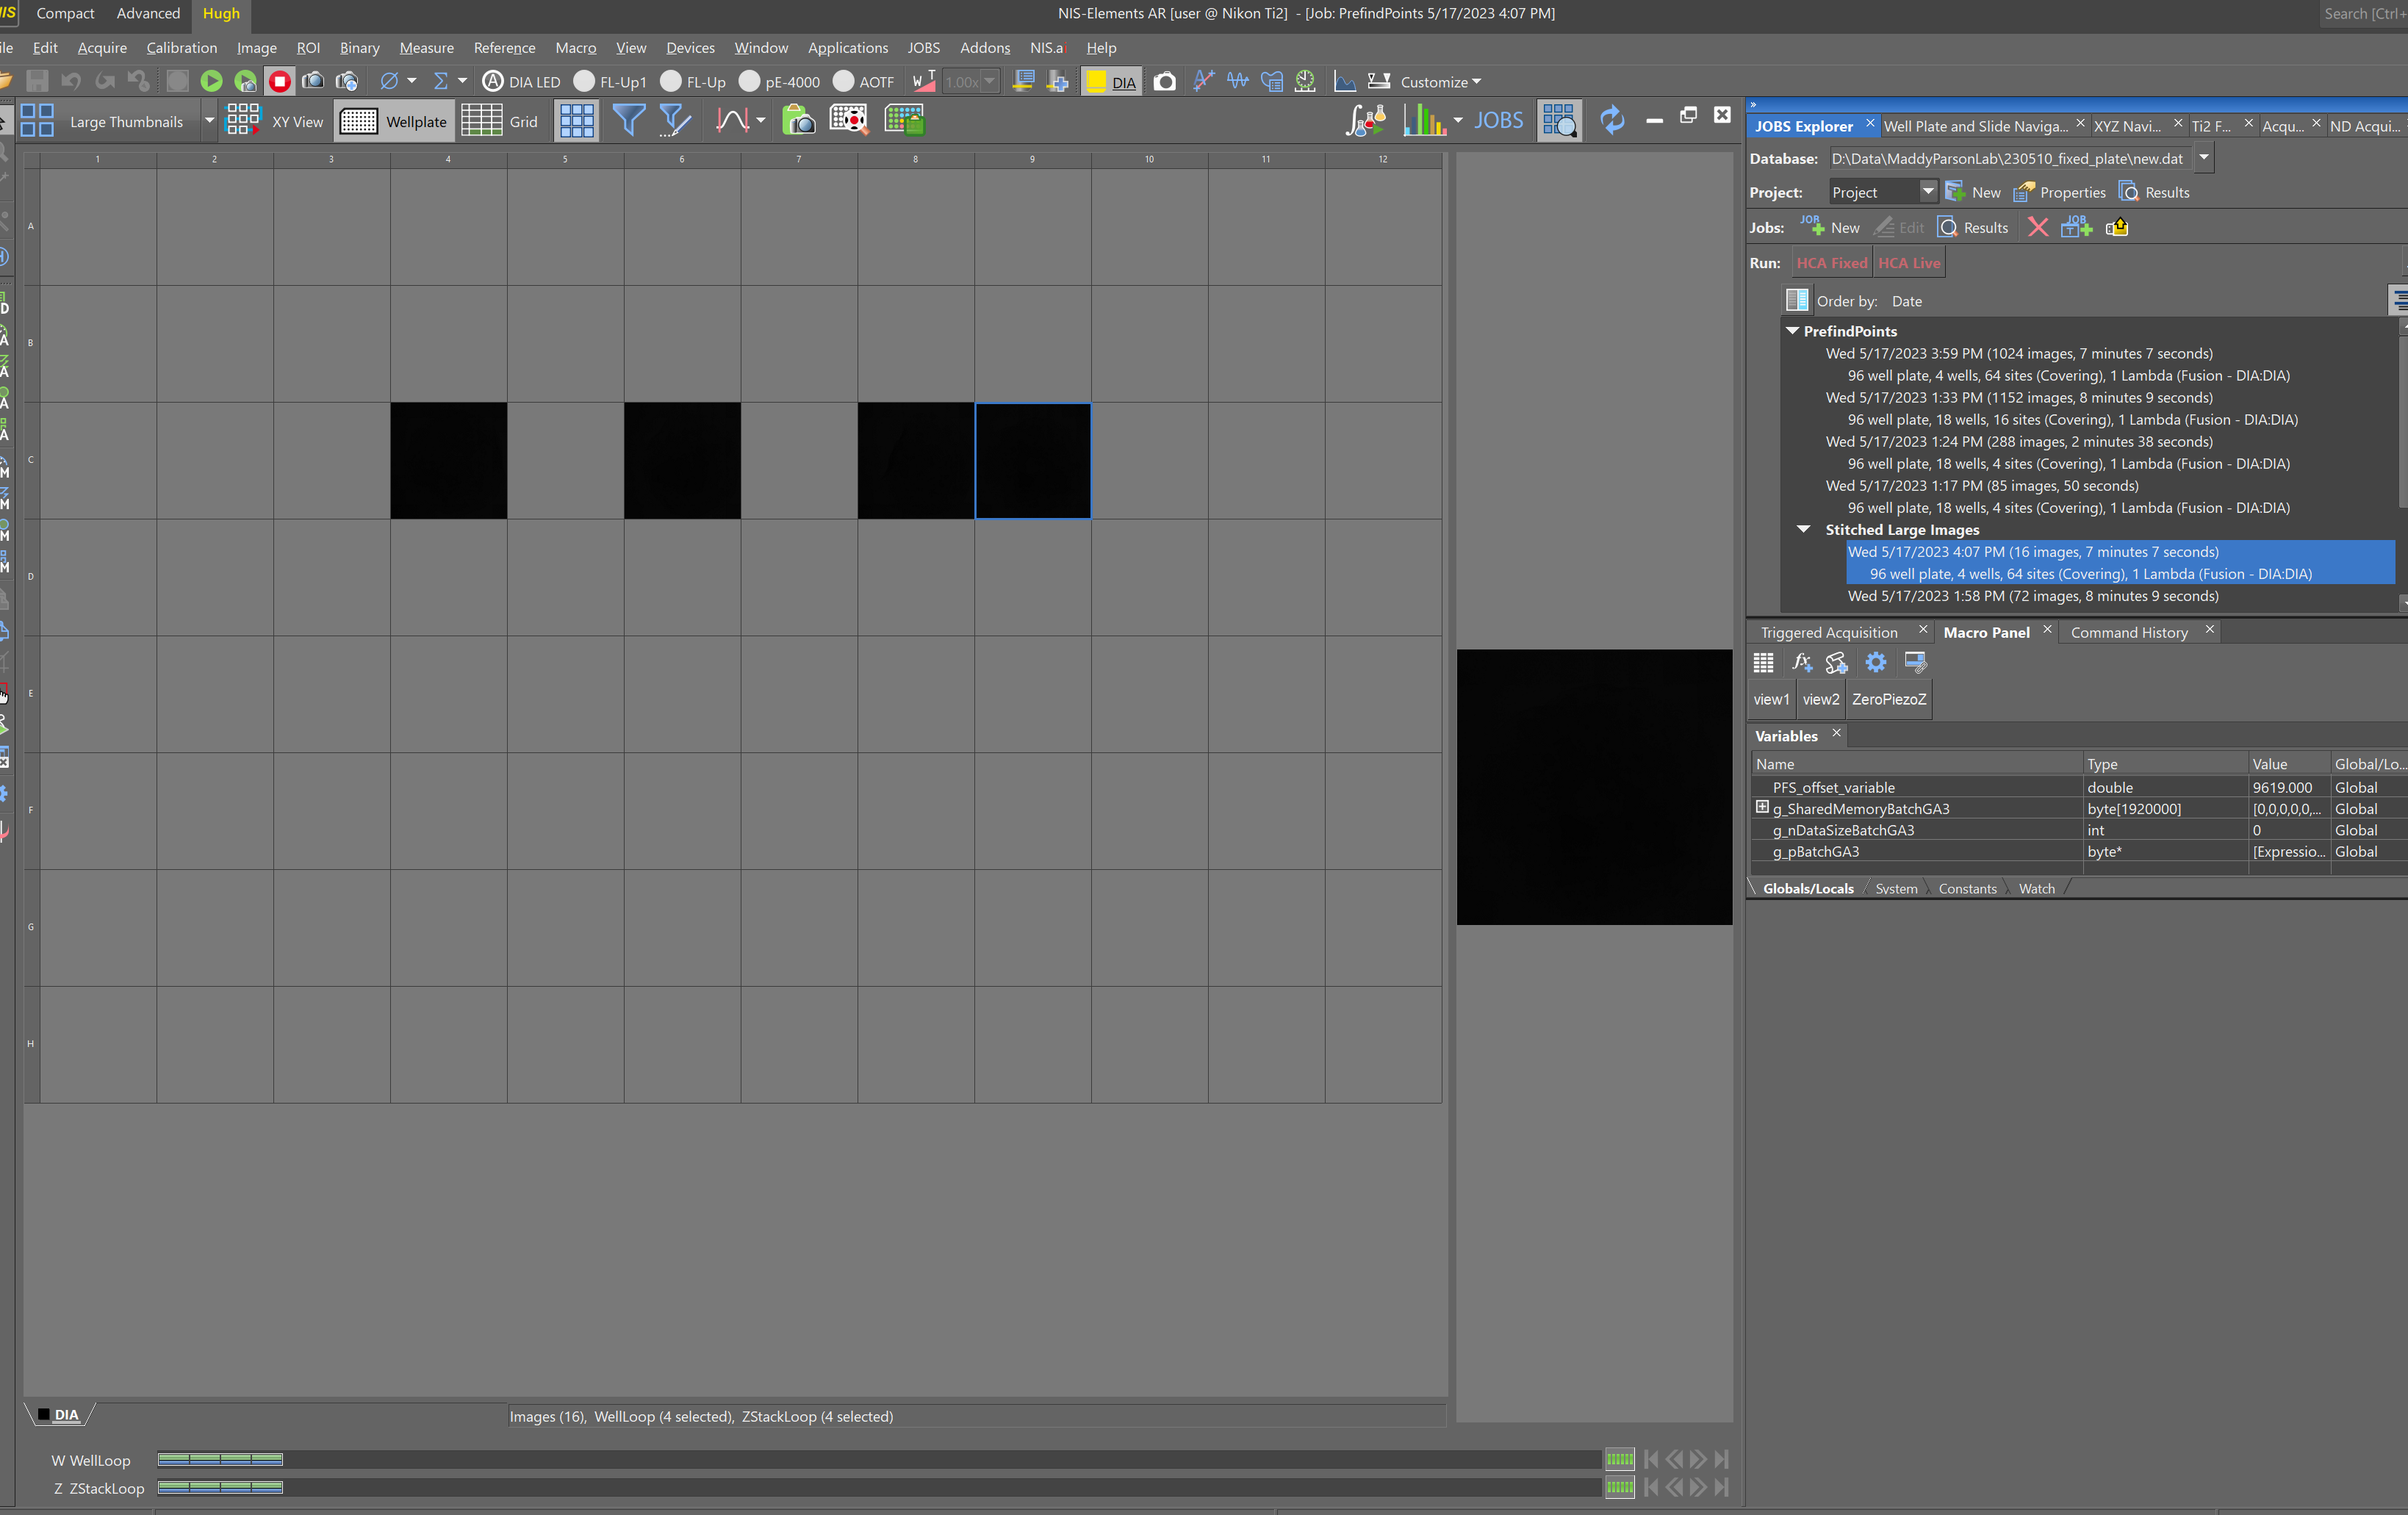 NIS Compact Advanced Hugh NIS-Elements AR [user @ Nikon Ti2] - [Job: PrefindPoints 5/17/2023 4:07 PM] Search [Ctrl+
ile Edit Acquire Calibration Image ROI Binary Measure Reference Macro View Devices Window Applications JOBS Addons NIS.a Help
DIA LED FL-Up1 FL-Up pE-4000 AOTF W T 1.00x DIA Customize
Large Thumbnails XY View Wellplate Grid JOBS
1 2 3 4 5 6 7 8 9 10 11 12
A
B
C
D
E
F
G
H
DIA Images (16), WellLoop (4 selected), ZStackLoop (4 selected)
W WellLoop
Z ZStackLoop
JOBS Explorer Well Plate and Slide Naviga... XYZ Navi... Ti2 F... Acqu... ND Acqui...
Database: D:\Data\MaddyParsonLab\230510_fixed_plate\new.dat
Project: Project New Properties Results
Jobs: JOB New Edit Results JOB
Run: HCA Fixed HCA Live
Order by: Date
PrefindPoints
Wed 5/17/2023 3:59 PM (1024 images, 7 minutes 7 seconds)
96 well plate, 4 wells, 64 sites (Covering), 1 Lambda (Fusion - DIA:DIA)
Wed 5/17/2023 1:33 PM (1152 images, 8 minutes 9 seconds)
96 well plate, 18 wells, 16 sites (Covering), 1 Lambda (Fusion - DIA:DIA)
Wed 5/17/2023 1:24 PM (288 images, 2 minutes 38 seconds)
96 well plate, 18 wells, 4 sites (Covering), 1 Lambda (Fusion - DIA:DIA)
Wed 5/17/2023 1:17 PM (85 images, 50 seconds)
96 well plate, 18 wells, 4 sites (Covering), 1 Lambda (Fusion - DIA:DIA)
Stitched Large Images
Wed 5/17/2023 4:07 PM (16 images, 7 minutes 7 seconds)
96 well plate, 4 wells, 64 sites (Covering), 1 Lambda (Fusion - DIA:DIA)
Wed 5/17/2023 1:58 PM (72 images, 8 minutes 9 seconds)
Triggered Acquisition Macro Panel Command History
view1 view2 ZeroPiezoZ
Variables
Name Type Value Global/Lo...
PFS_offset_variable double 9619.000 Global
g_SharedMemoryBatchGA3 byte[1920000] [0,0,0,0,0,... Global
g_nDataSizeBatchGA3 int 0 Global
g_pBatchGA3 byte* [Expressio... Global
Globals/Locals System Constants Watch